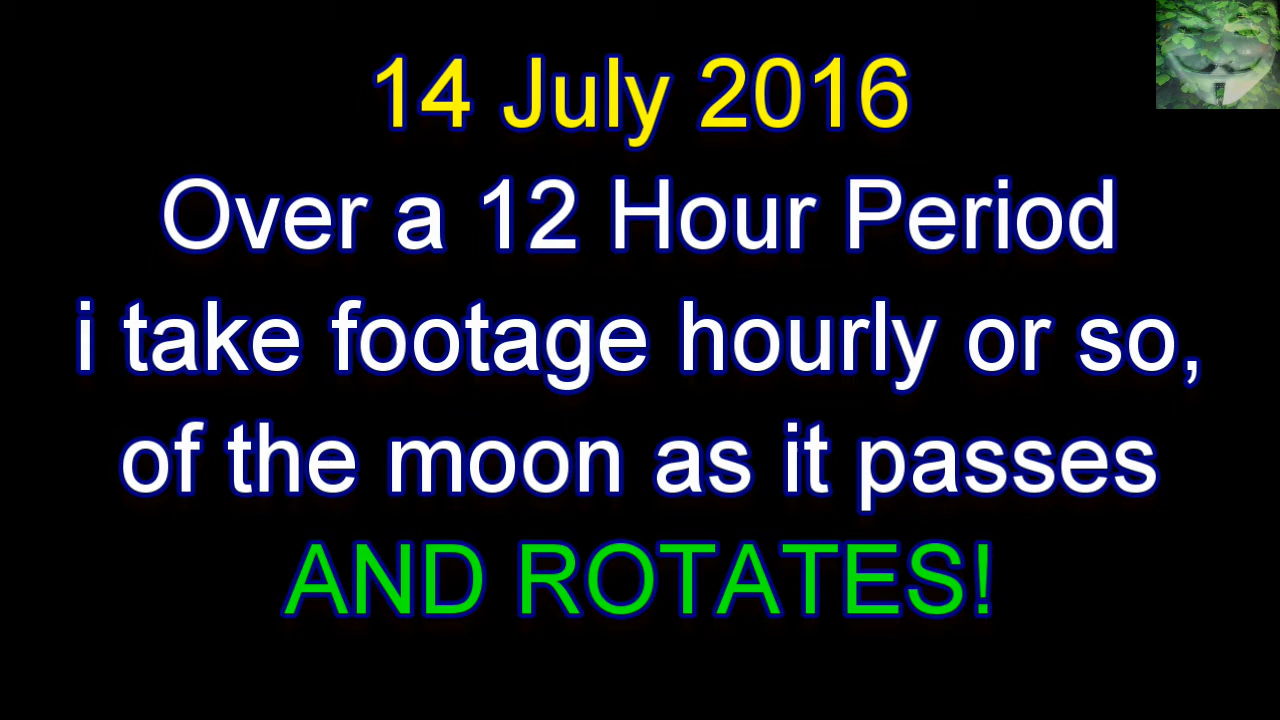 14 July 2016
Over a 12 Hour Period
i take footage hourly or so,
of the moon as it passes
AND ROTATES!